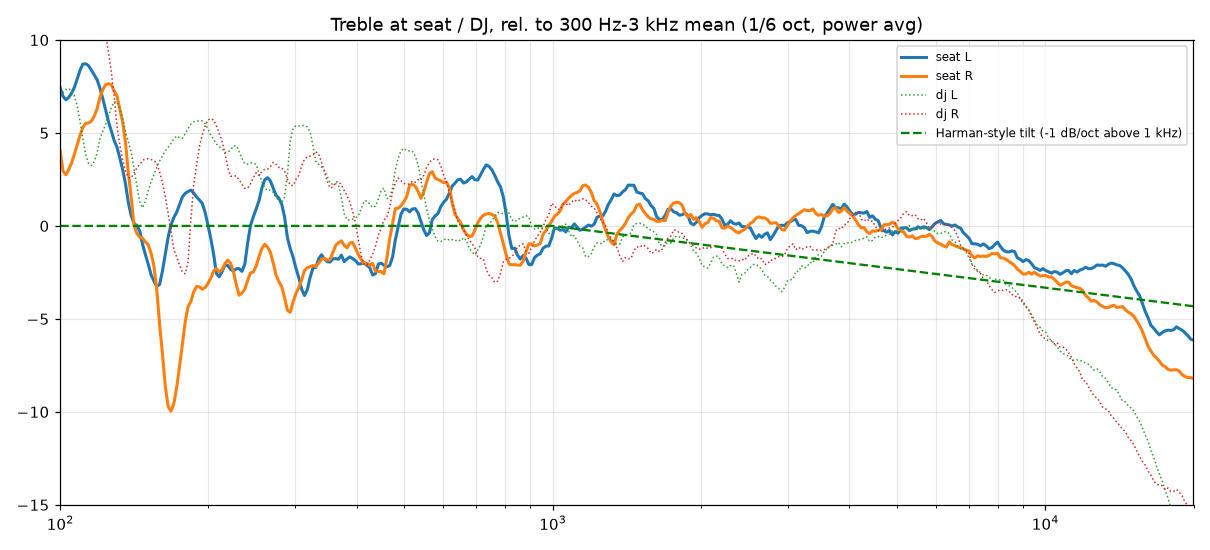 Treble at seat / DJ, rel. to 300 Hz-3 kHz mean (1/6 oct, power avg)
10
5
0
−5
−10
−15
seat L
seat R
dj L
dj R
Harman-style tilt (-1 dB/oct above 1 kHz)
10² 10³ 10⁴